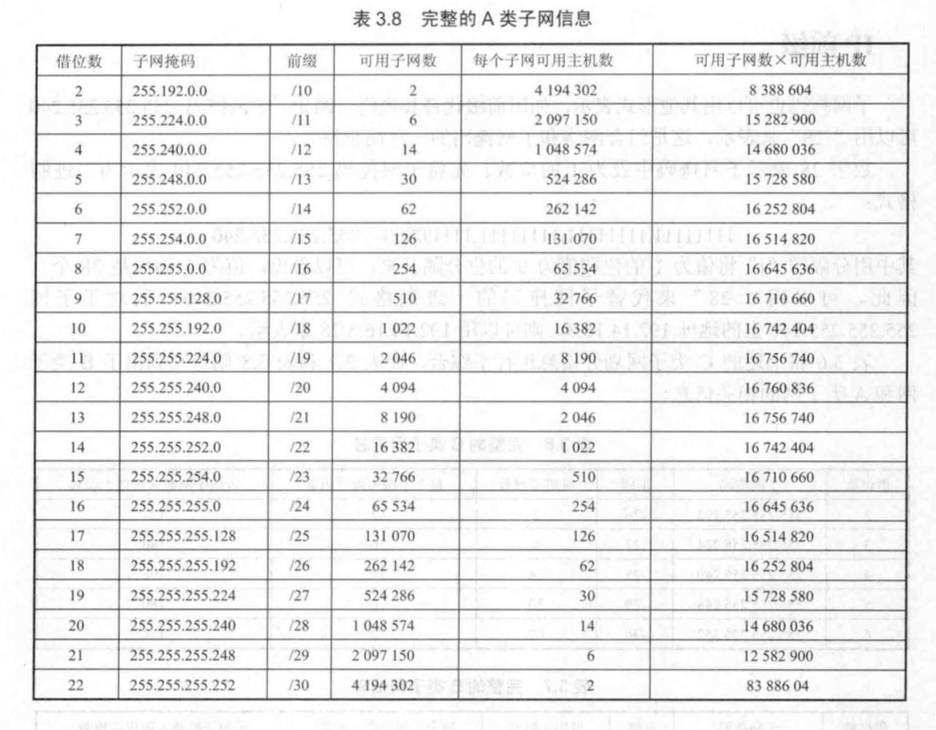 表 3.8 完整的 A 类子网信息
借位数 子网掩码 前缀 可用子网数 每个子网可用主机数 可用子网数×可用主机数
2 255.192.0.0 /10 2 4 194 302 8 388 604
3 255.224.0.0 /11 6 2 097 150 15 282 900
4 255.240.0.0 /12 14 1 048 574 14 680 036
5 255.248.0.0 /13 30 524 286 15 728 580
6 255.252.0.0 /14 62 262 142 16 252 804
7 255.254.0.0 /15 126 131 070 16 514 820
8 255.255.0.0 /16 254 65 534 16 645 636
9 255.255.128.0 /17 510 32 766 16 710 660
10 255.255.192.0 /18 1 022 16 382 16 742 404
11 255.255.224.0 /19 2 046 8 190 16 756 740
12 255.255.240.0 /20 4 094 4 094 16 760 836
13 255.255.248.0 /21 8 190 2 046 16 756 740
14 255.255.252.0 /22 16 382 1 022 16 742 404
15 255.255.254.0 /23 32 766 510 16 710 660
16 255.255.255.0 /24 65 534 254 16 645 636
17 255.255.255.128 /25 131 070 126 16 514 820
18 255.255.255.192 /26 262 142 62 16 252 804
19 255.255.255.224 /27 524 286 30 15 728 580
20 255.255.255.240 /28 1 048 574 14 14 680 036
21 255.255.255.248 /29 2 097 150 6 12 582 900
22 255.255.255.252 /30 4 194 302 2 83 886 04